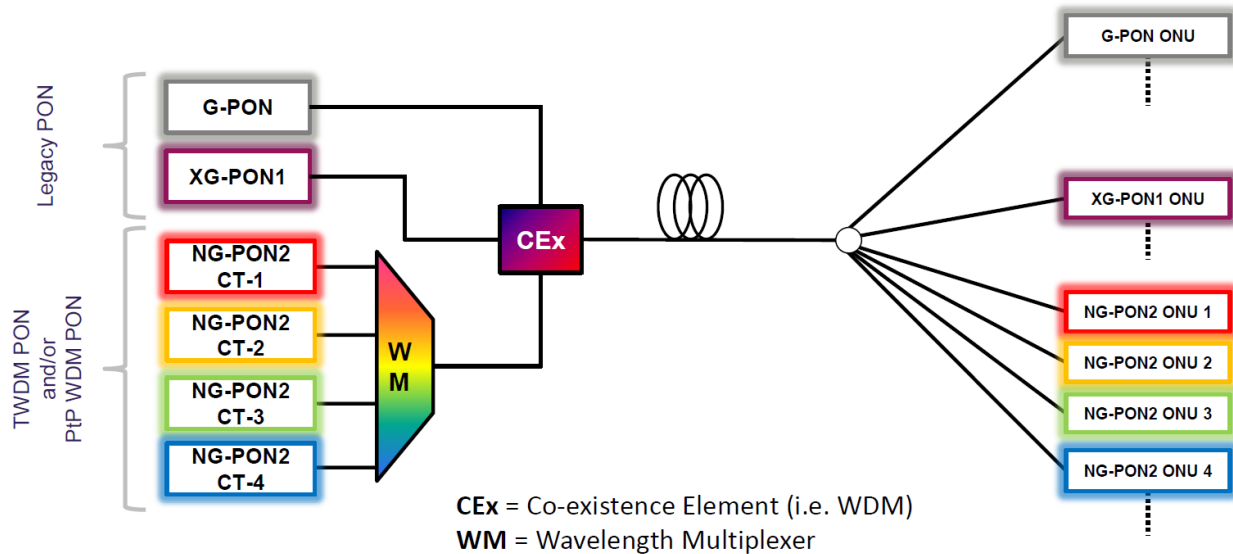 Legacy PON
G-PON
XG-PON1
TWDM PON
and/or
PtP WDM PON
NG-PON2
CT-1
NG-PON2
CT-2
NG-PON2
CT-3
NG-PON2
CT-4
W
M
CEx
G-PON ONU
XG-PON1 ONU
NG-PON2 ONU 1
NG-PON2 ONU 2
NG-PON2 ONU 3
NG-PON2 ONU 4
CEx = Co-existence Element (i.e. WDM)
WM = Wavelength Multiplexer